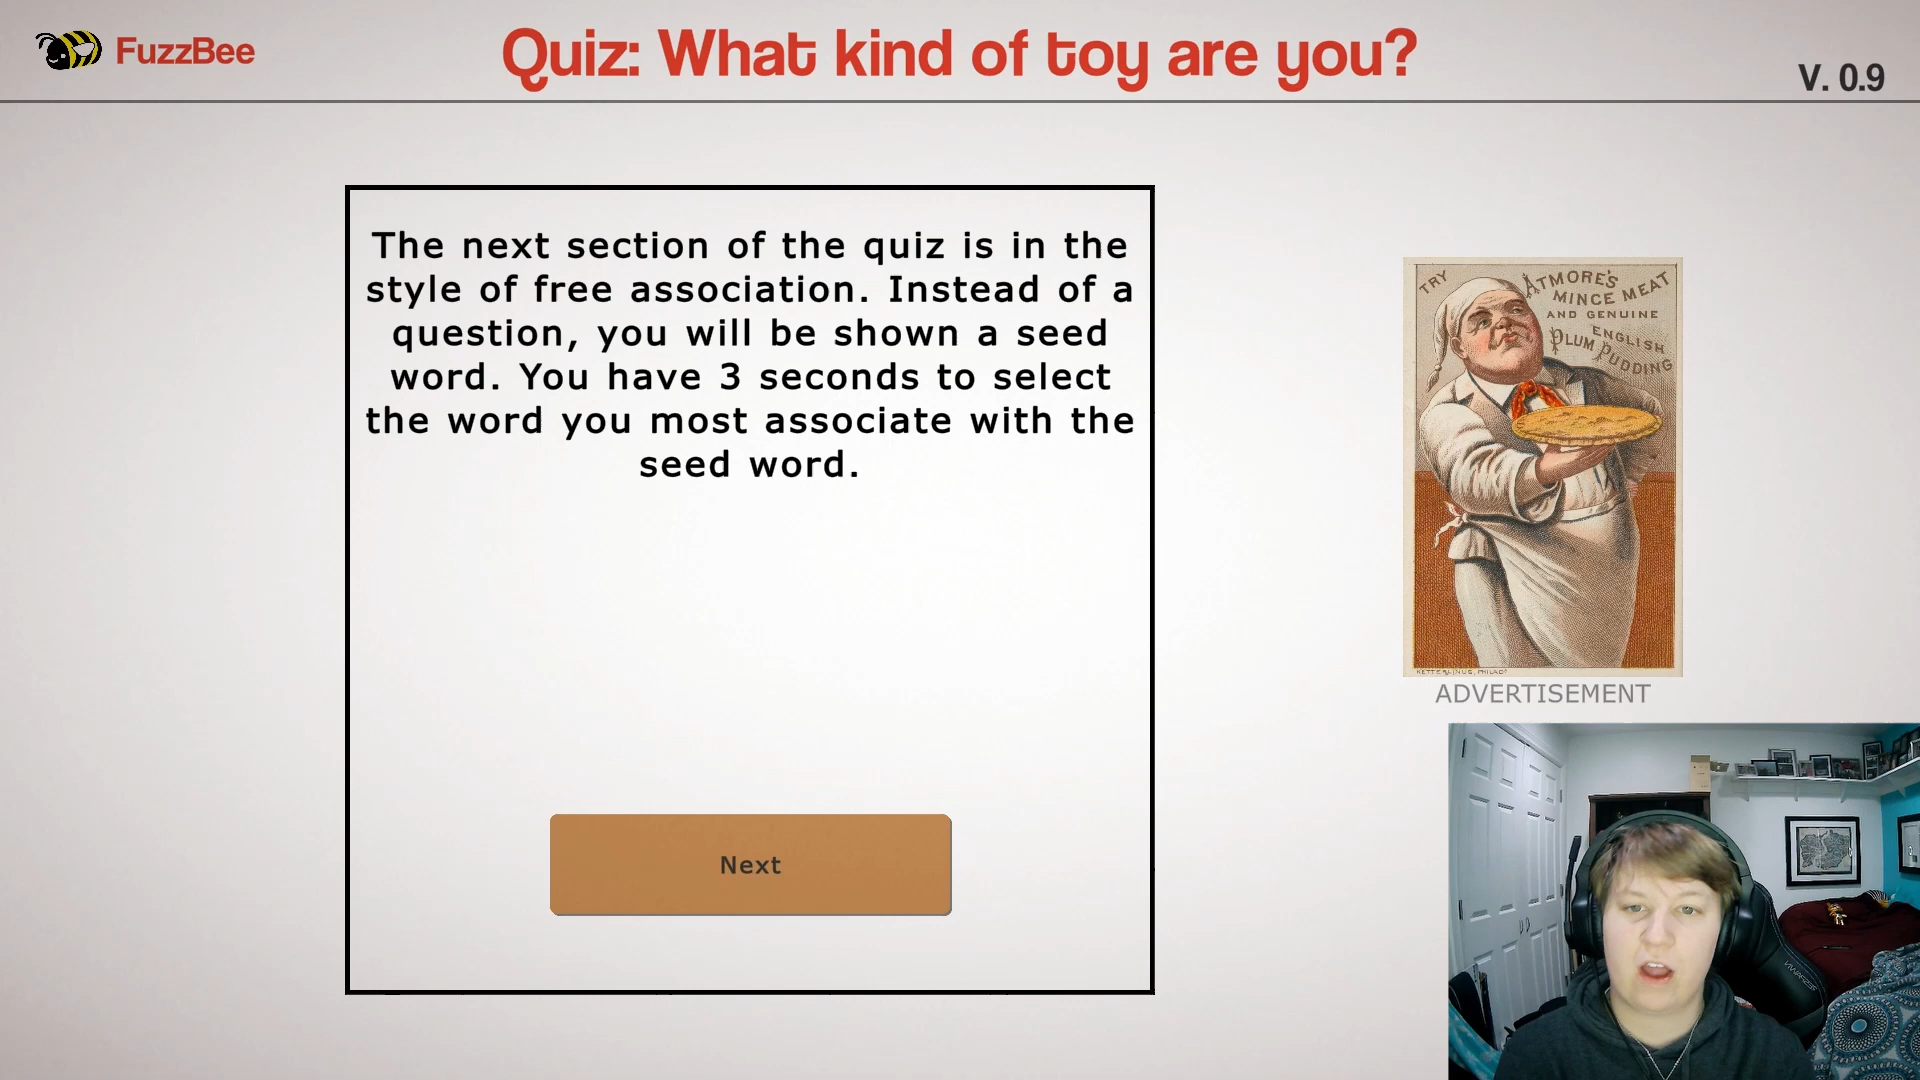 FuzzBee
Quiz: What kind of toy are you?
V. 0.9
The next section of the quiz is in the
style of free association. Instead of a
question, you will be shown a seed
word. You have 3 seconds to select
the word you most associate with the
seed word.
Next
TRY
ATMORE'S
MINCE MEAT
AND GENUINE
ENGLISH
PLUM PUDDING
KETTERLINUS, PHILADA
ADVERTISEMENT